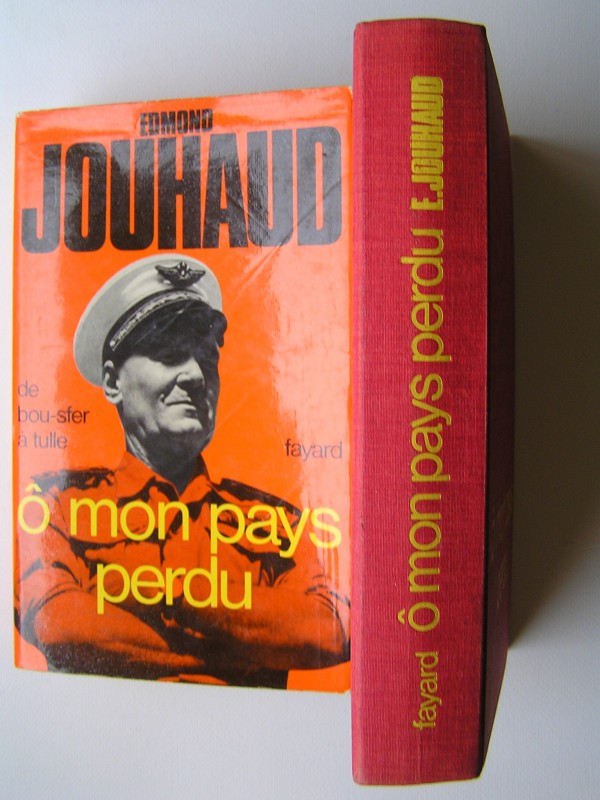 EDMOND
JOUHAUD
de
bou-sfer
à tulle
fayard
ô mon pays
perdu
fayard ô mon pays perdu E.JOUHAUD